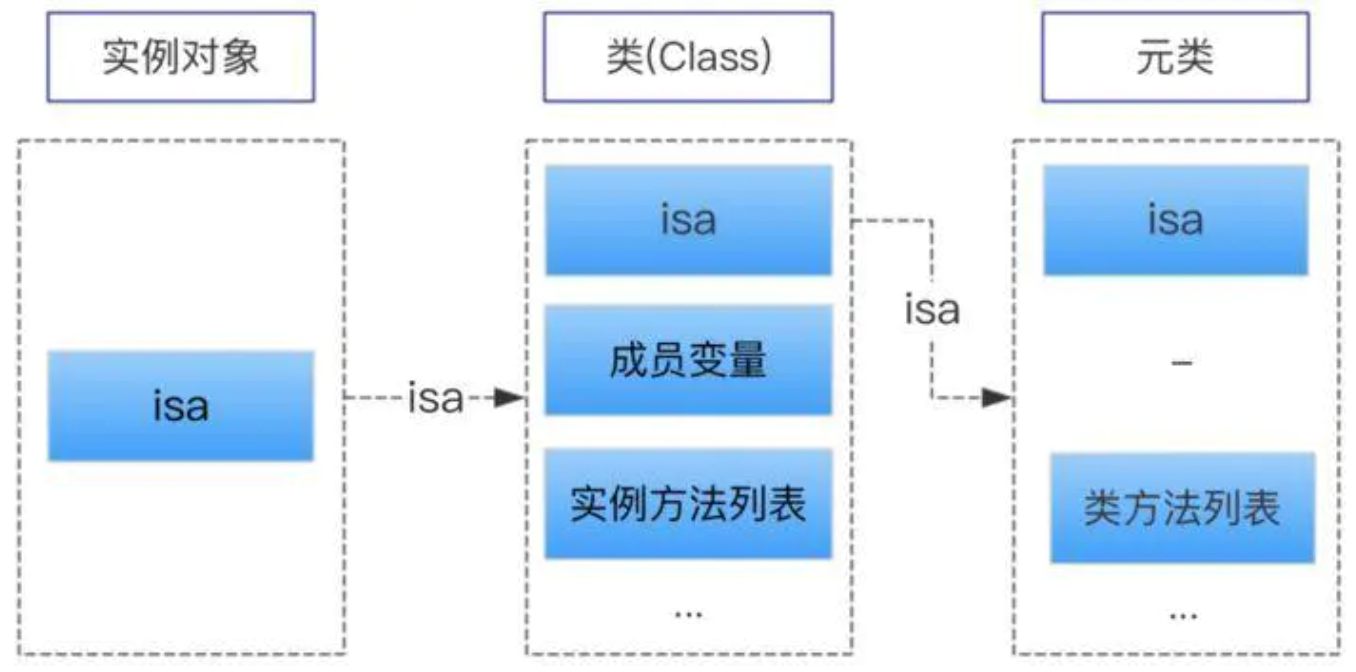 实例对象
类(Class)
元类
isa
isa
isa
成员变量
实例方法列表
...
isa
isa
–
类方法列表
...